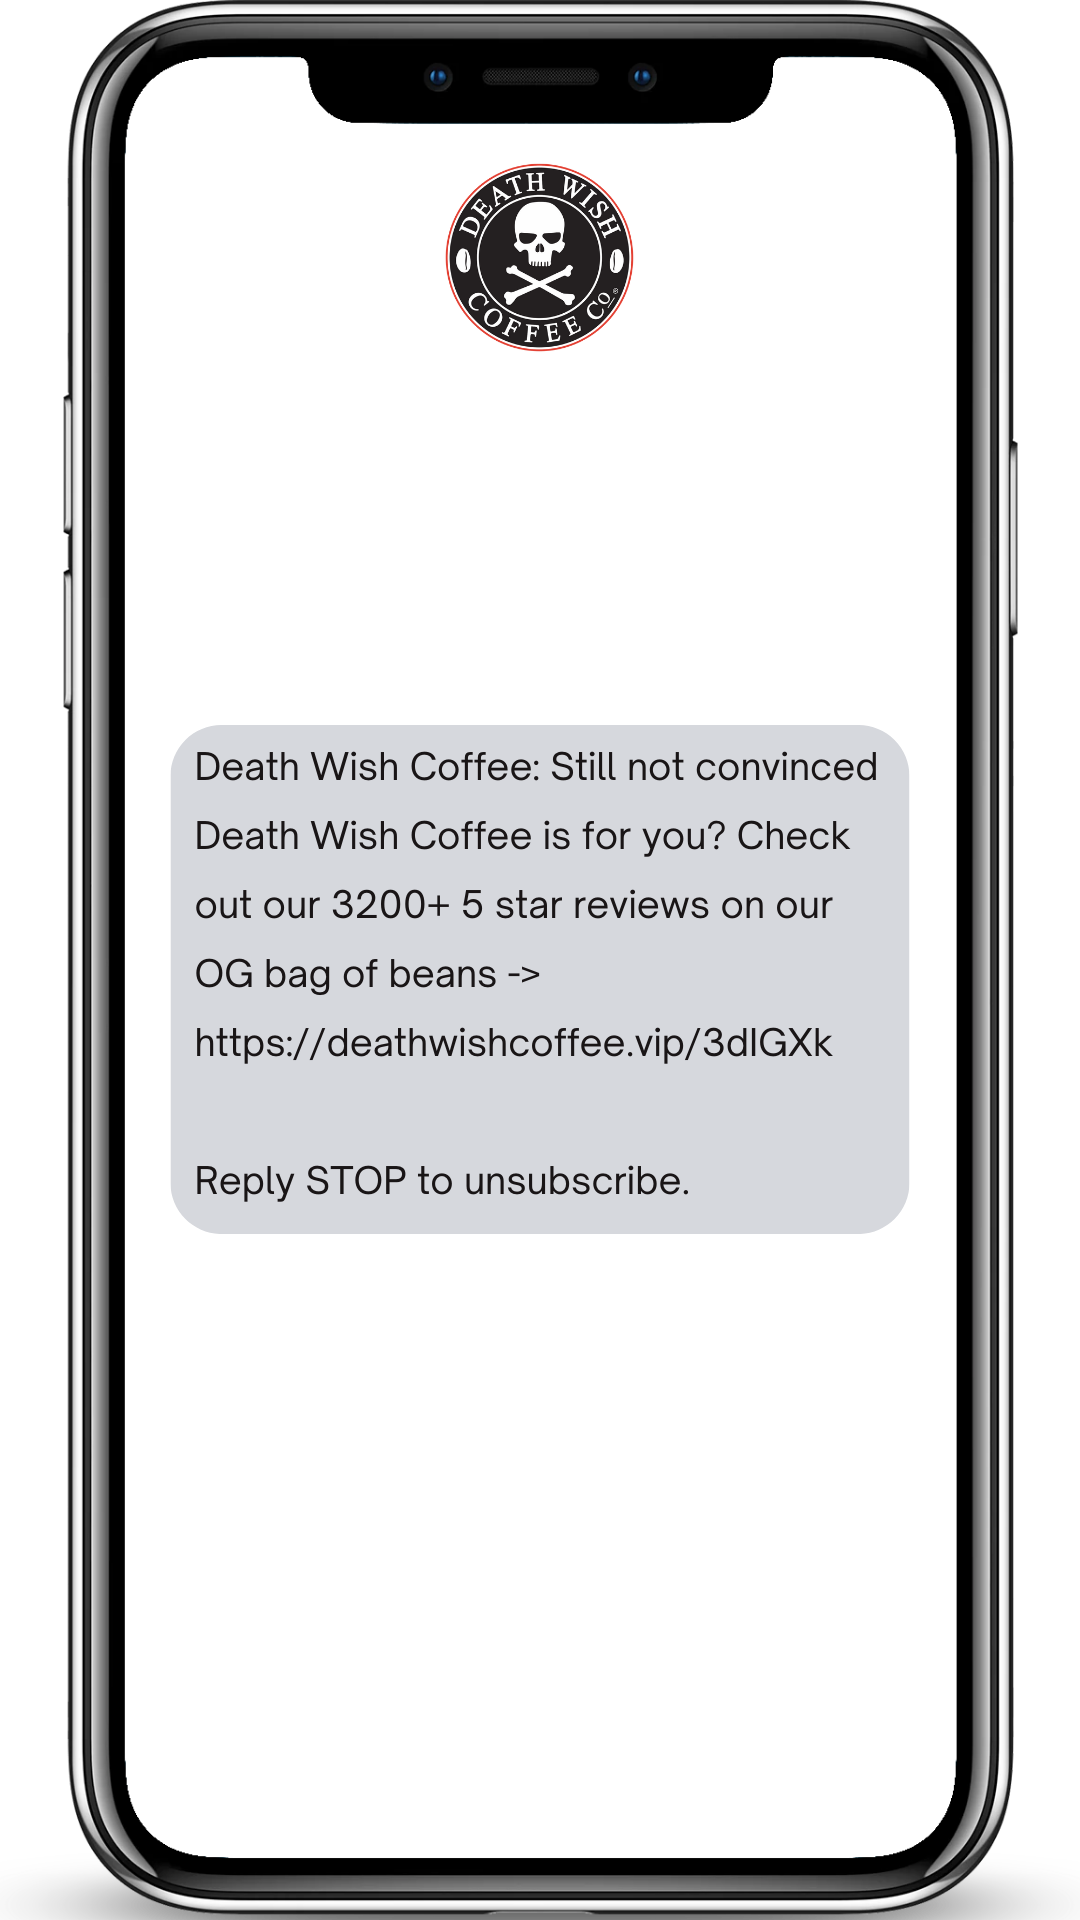 DEATH WISH
COFFEE CO.®
Death Wish Coffee: Still not convinced
Death Wish Coffee is for you? Check
out our 3200+ 5 star reviews on our
OG bag of beans ->
https://deathwishcoffee.vip/3dIGXk
Reply STOP to unsubscribe.